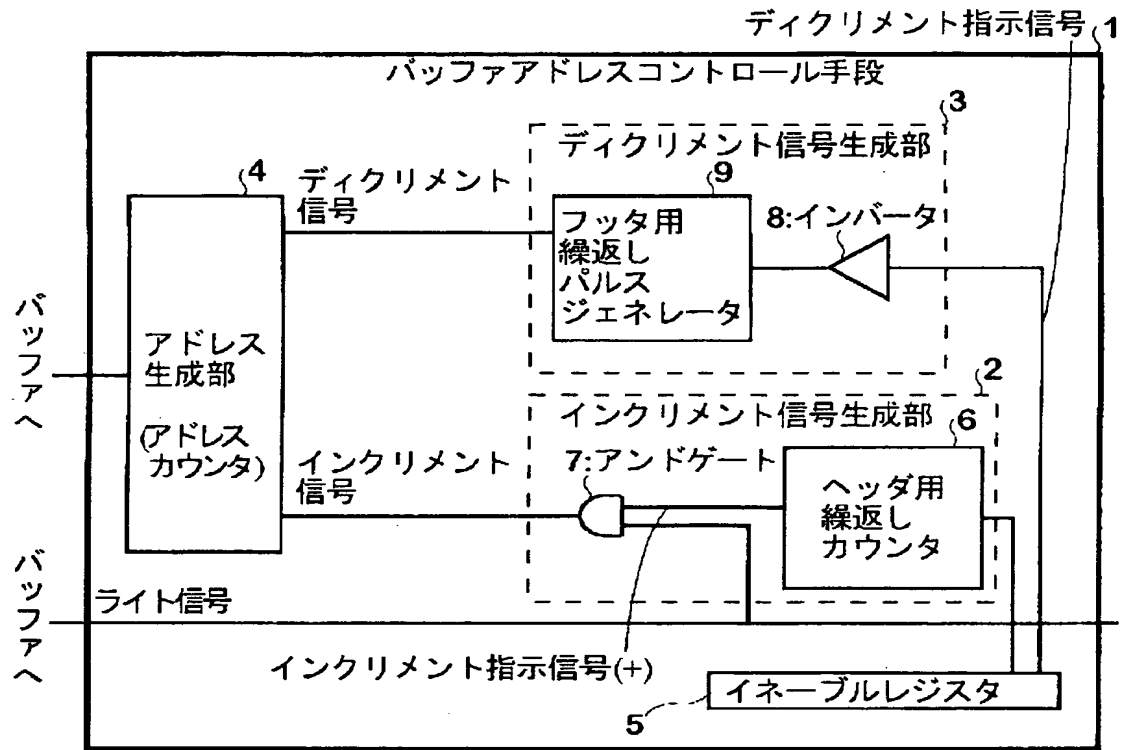 ディクリメント指示信号
1
バッファアドレスコントロール手段
3
ディクリメント信号生成部
4
ディクリメント
信号
9
フッタ用
繰返し
パルス
ジェネレータ
8:インバータ
バッファへ
アドレス
生成部
(アドレス
カウンタ)
2
インクリメント信号生成部
6
インクリメント
信号
7:アンドゲート
ヘッダ用
繰返し
カウンタ
バッファへ
ライト信号
インクリメント指示信号(+)
イネーブルレジスタ
5